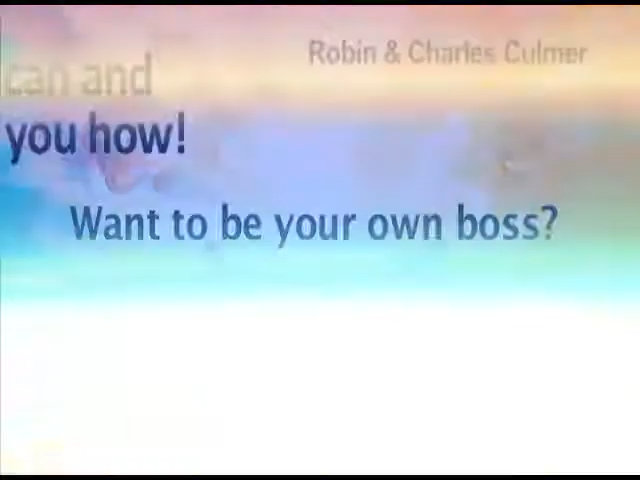 Robin & Charles Culmer
can and
you how!
Want to be your own boss?